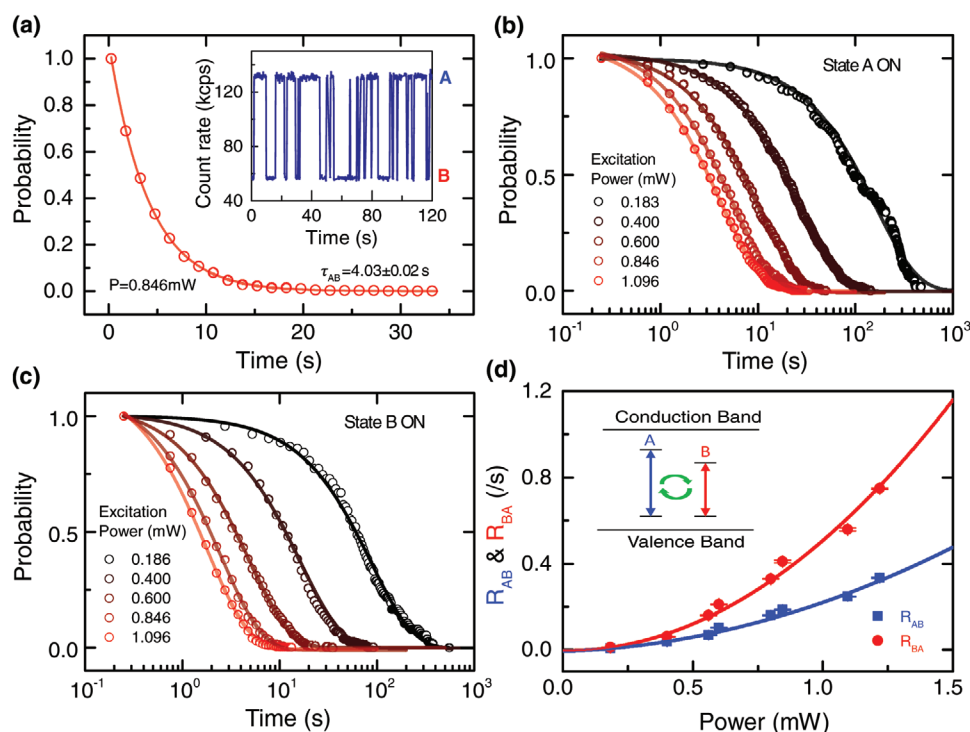 (a)
Probability
1.0
0.8
0.6
0.4
0.2
0.0
P=0.846mW
τAB=4.03±0.02 s
0
10
20
30
Time (s)
Count rate (kcps)
120
80
40
A
B
0
40
80
120
Time (s)
(b)
Probability
1.0
0.5
0.0
State A ON
Excitation
Power (mW)
0.183
0.400
0.600
0.846
1.096
10-1
100
101
102
103
Time (s)
(c)
Probability
1.0
0.5
0.0
State B ON
Excitation
Power (mW)
0.186
0.400
0.600
0.846
1.096
10-1
100
101
102
103
Time (s)
(d)
RAB & RBA (/s)
1.2
0.8
0.4
0.0
Conduction Band
A
B
Valence Band
RAB
RBA
0.0
0.5
1.0
1.5
Power (mW)